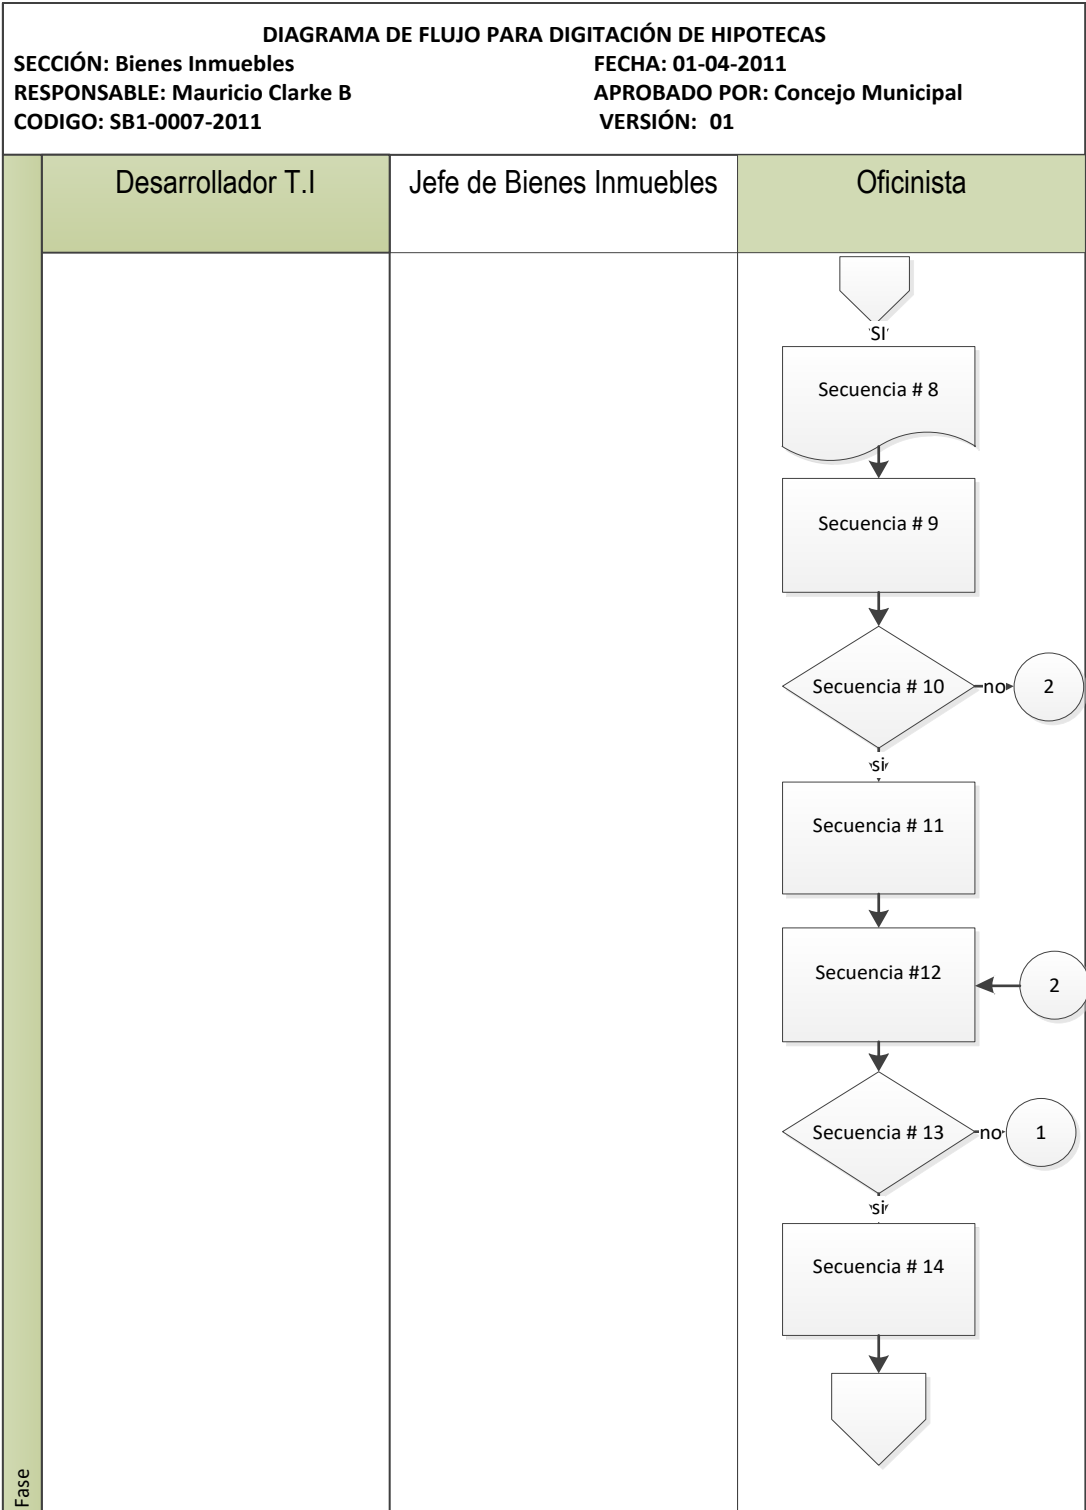 DIAGRAMA DE FLUJO PARA DIGITACIÓN DE HIPOTECAS
SECCIÓN: Bienes Inmuebles FECHA: 01-04-2011
RESPONSABLE: Mauricio Clarke B APROBADO POR: Concejo Municipal
CODIGO: SB1-0007-2011 VERSIÓN: 01
Desarrollador T.I Jefe de Bienes Inmuebles Oficinista
SI
Secuencia # 8
Secuencia # 9
Secuencia # 10 no 2
si
Secuencia # 11
Secuencia #12 2
Secuencia # 13 no 1
si
Secuencia # 14
Fase